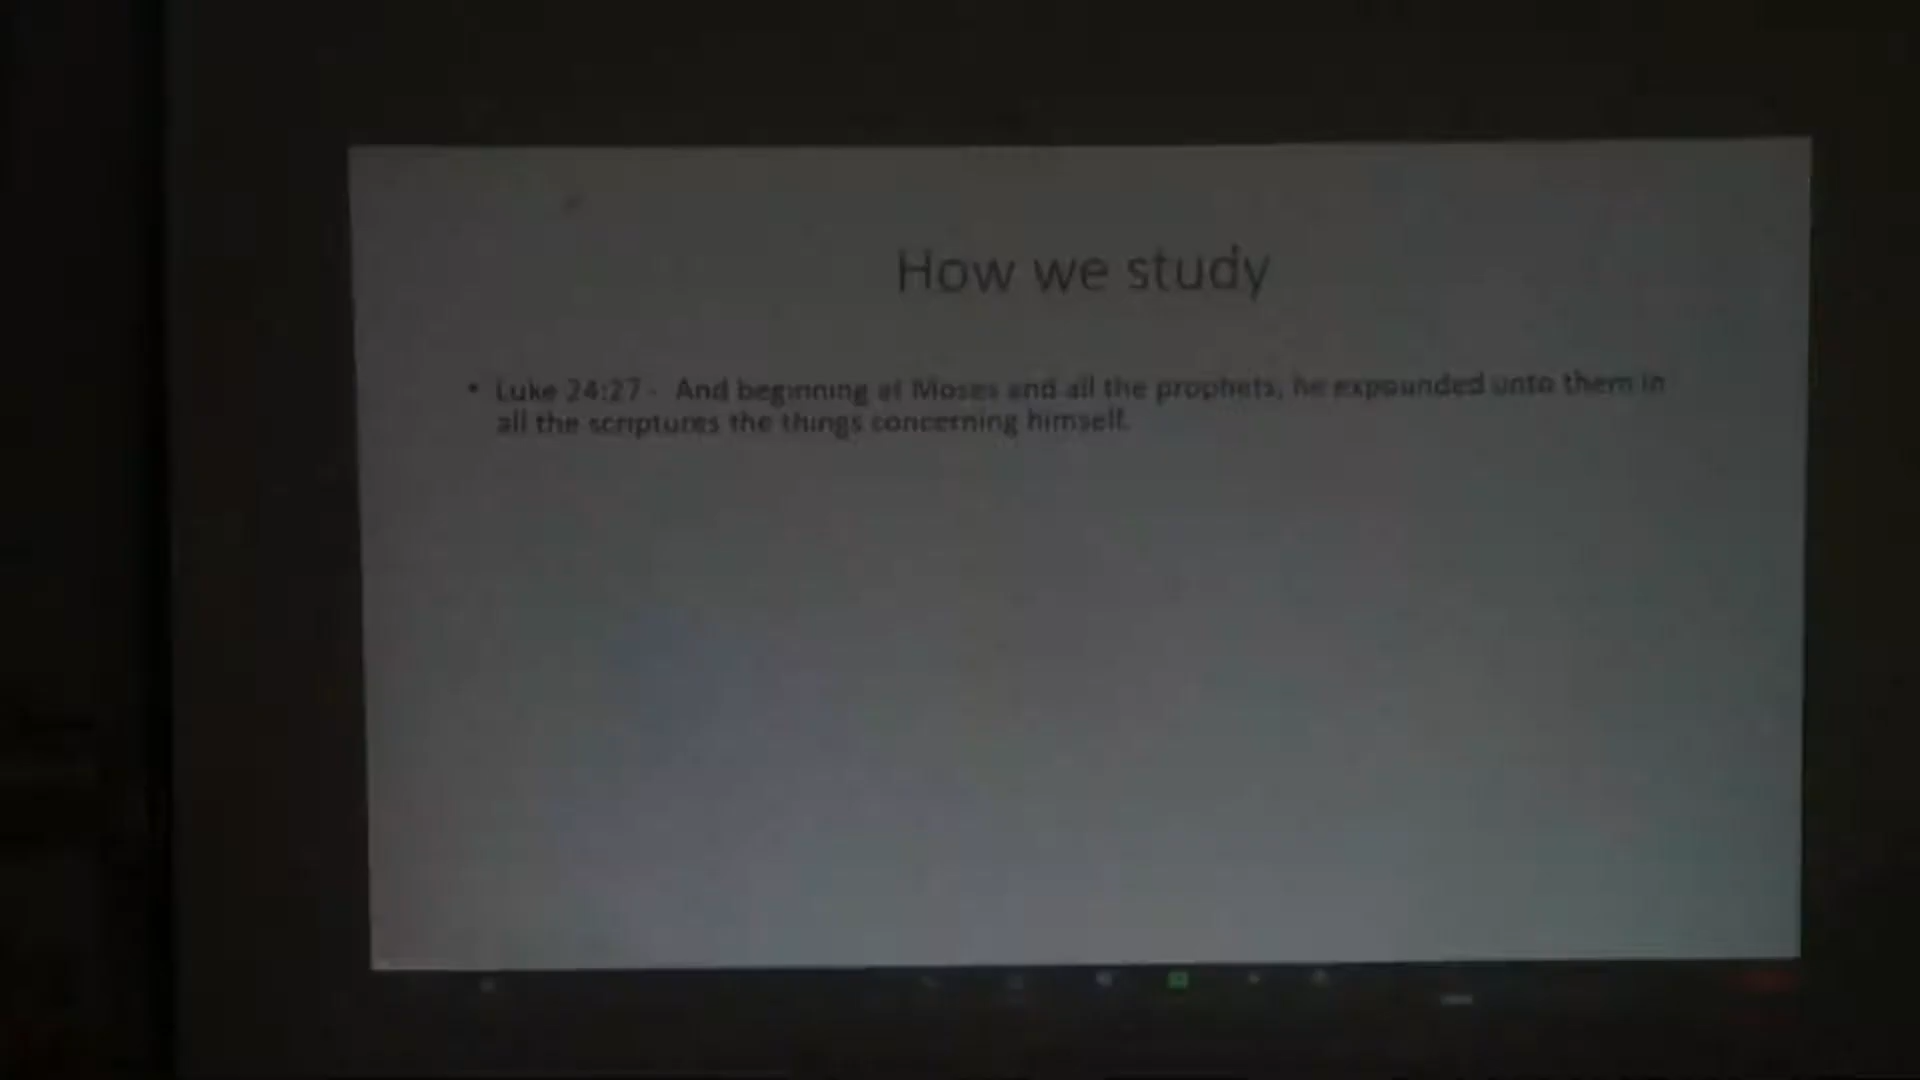 How we study
• Luke 24:27 - And beginning at Moses and all the prophets, he expounded unto them in
all the scriptures the things concerning himself.